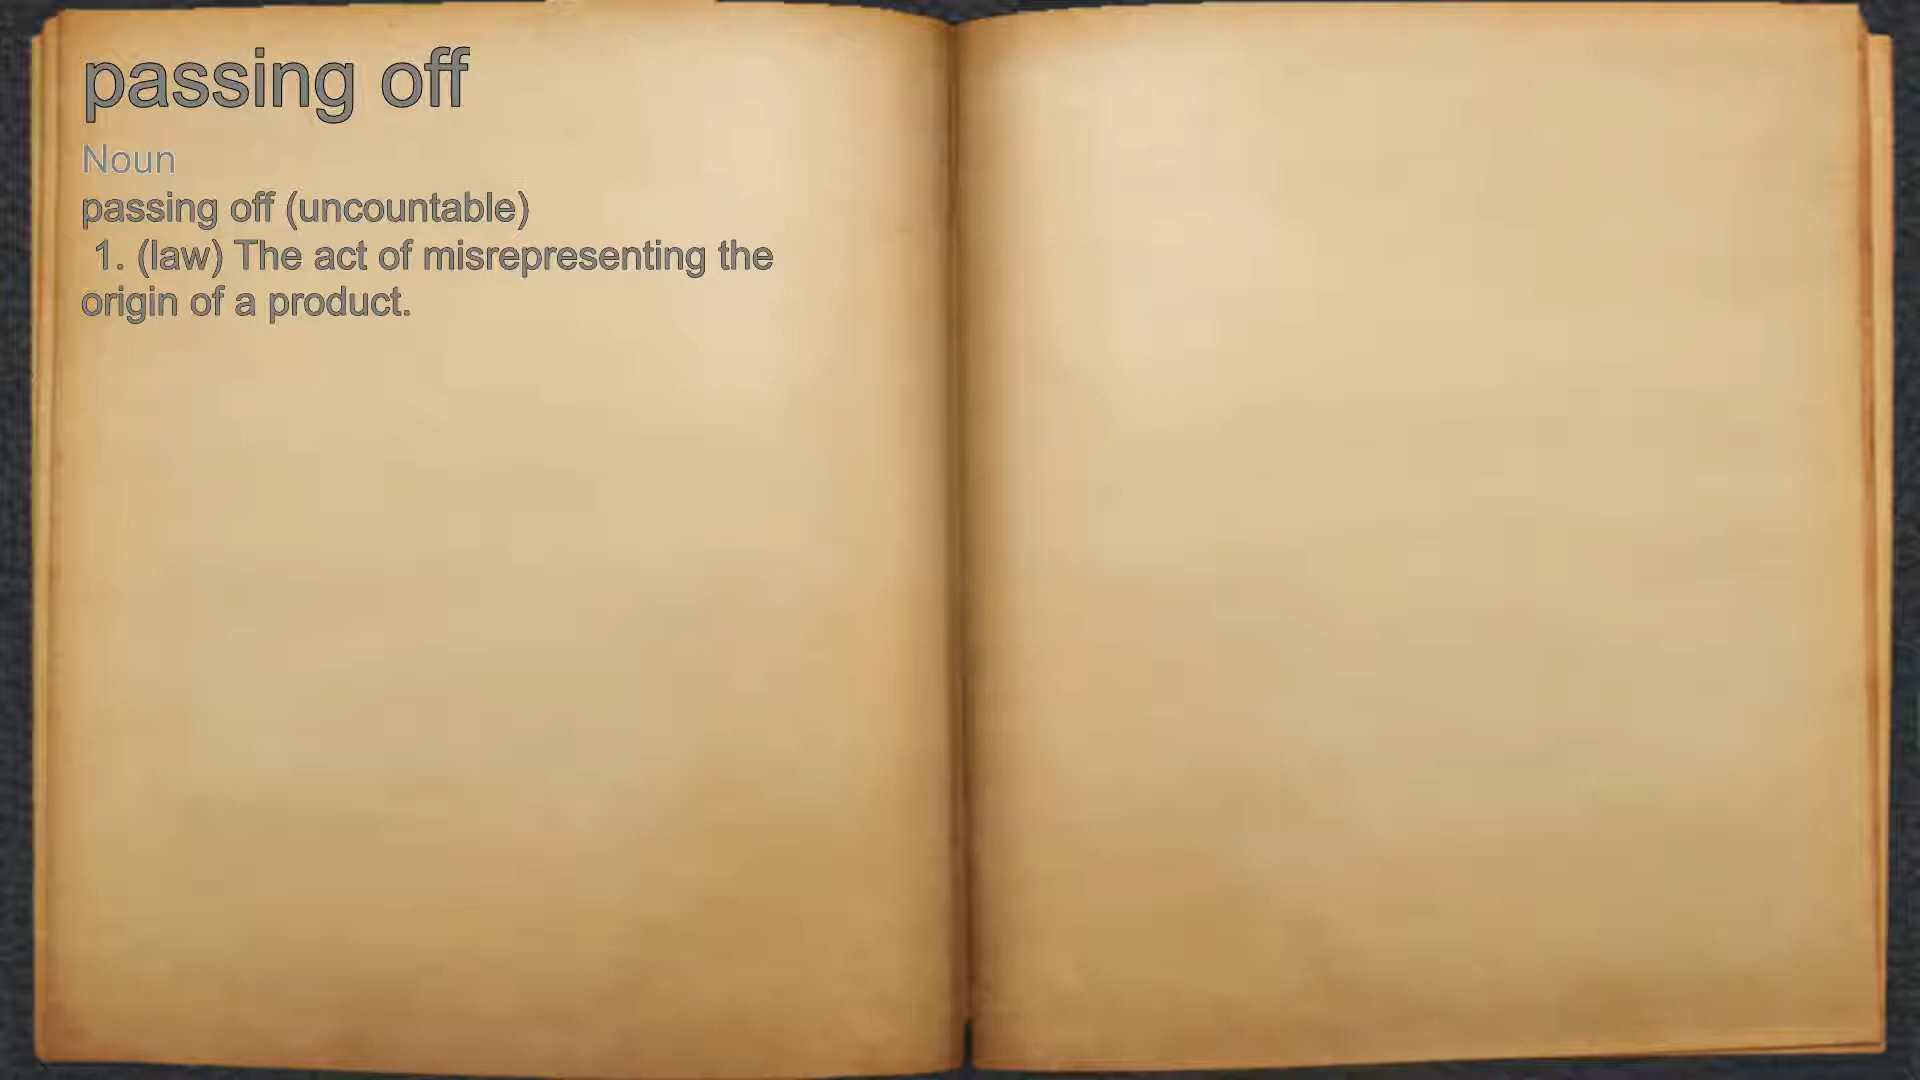 passing off
Noun
passing off (uncountable)
1. (law) The act of misrepresenting the
origin of a product.